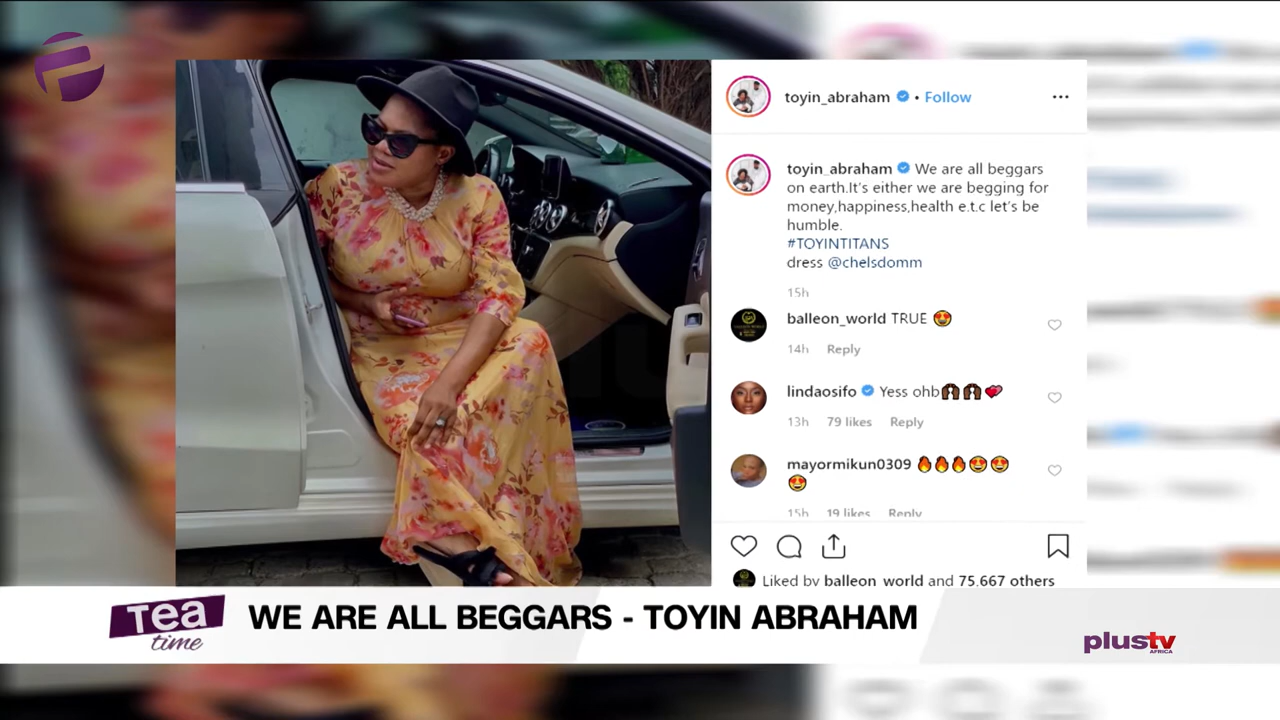 toyin_abraham • Follow
toyin_abraham We are all beggars
on earth.It's either we are begging for
money,happiness,health e.t.c let's be
humble.
#TOYINTITANS
dress @chelsdomm
15h
balleon_world TRUE 😍
14h Reply
lindaosifo Yess ohb🙆🏿‍♀️🙆🏿‍♀️💕
13h 79 likes Reply
mayormikun0309 🔥🔥🔥😍😍
😍
15h 19 likes Reply
Liked by balleon_world and 75,667 others
Tea
time
WE ARE ALL BEGGARS - TOYIN ABRAHAM
plustv
AFRICA